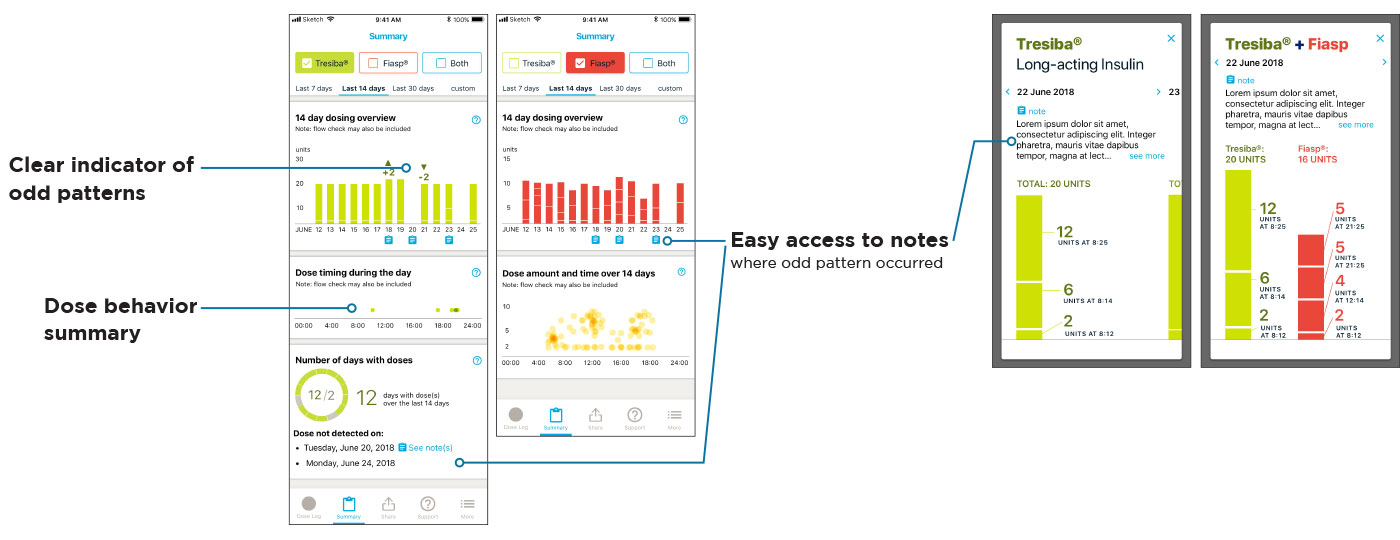 Clear indicator of
odd patterns
Dose behavior
summary
Sketch 9:41 AM 100%
Summary
Tresiba® Fiasp® Both
Last 7 days Last 14 days Last 30 days custom
14 day dosing overview
Note: flow check may also be included
units
30
20
10
+2
-2
JUNE 12 13 14 15 16 17 18 19 20 21 22 23 24 25
Dose timing during the day
Note: flow check may also be included
00:00 4:00 8:00 12:00 16:00 20:00 24:00
Number of days with doses
12/2
12 days with dose(s)
over the last 14 days
Dose not detected on:
• Tuesday, June 20, 2018 See note(s)
• Monday, June 24, 2018
Dose Log Summary Share Support More
Sketch 9:41 AM 100%
Summary
Tresiba® Fiasp® Both
Last 7 days Last 14 days Last 30 days custom
14 day dosing overview
Note: flow check may also be included
units
15
10
5
JUNE 12 13 14 15 16 17 18 19 20 21 22 23 24 25
Dose amount and time over 14 days
Note: flow check may also be included
10
5
2
00:00 4:00 8:00 12:00 16:00 18:00 24:00
Dose Log Summary Share Support More
Easy access to notes
where odd pattern occurred
Tresiba®
Long-acting Insulin
22 June 2018 23
note
Lorem ipsum dolor sit amet,
consectetur adipiscing elit. Integer
pharetra, mauris vitae dapibus
tempor, magna at lect... see more
TOTAL: 20 UNITS TO
12
UNITS AT 8:25
6
UNITS AT 8:14
2
UNITS AT 8:12
Tresiba® + Fiasp
22 June 2018
note
Lorem ipsum dolor sit amet,
consectetur adipiscing elit. Integer
pharetra, mauris vitae dapibus
tempor, magna at lect... see more
Tresiba®: Fiasp®:
20 UNITS 16 UNITS
12
UNITS
AT 8:25
6
UNITS
AT 8:14
2
UNITS
AT 8:12
5
UNITS
AT 21:25
5
UNITS
AT 21:25
4
UNITS
AT 12:14
2
UNITS
AT 8:12